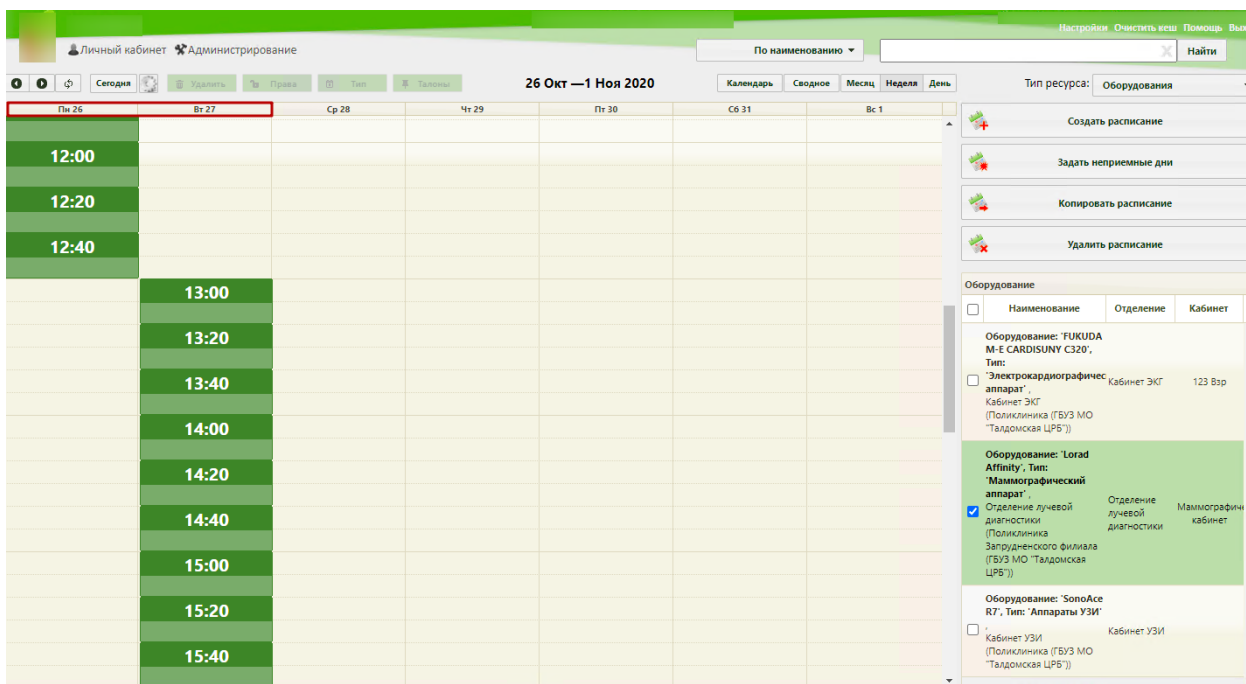 Настройки Очистить кеш Помощь Вых
Личный кабинет Администрирование
По наименованию
Найти
Сегодня Удалить Права Тип Талоны
26 Окт —1 Ноя 2020
Календарь Сводное Месяц Неделя День
Тип ресурса: Оборудования
Пн 26 Вт 27 Ср 28 Чт 29 Пт 30 Сб 31 Вс 1
12:00
12:20
12:40
13:00
13:20
13:40
14:00
14:20
14:40
15:00
15:20
15:40
Создать расписание
Задать неприемные дни
Копировать расписание
Удалить расписание
Оборудование
Наименование Отделение Кабинет
Оборудование: 'FUKUDA
M-E CARDISUNY C320',
Тип:
'Электрокардиографичес
аппарат' ,
Кабинет ЭКГ
(Поликлиника (ГБУЗ МО
"Талдомская ЦРБ"))
Кабинет ЭКГ
123 Взр
Оборудование: 'Lorad
Affinity', Тип:
'Маммографический
аппарат' ,
Отделение лучевой
диагностики
(Поликлиника
Запрудненского филиала
(ГБУЗ МО "Талдомская
ЦРБ"))
Отделение
лучевой
диагностики
Маммографиче
кабинет
Оборудование: 'SonoAce
R7', Тип: 'Аппараты УЗИ'
,
Кабинет УЗИ
(Поликлиника (ГБУЗ МО
"Талдомская ЦРБ"))
Кабинет УЗИ